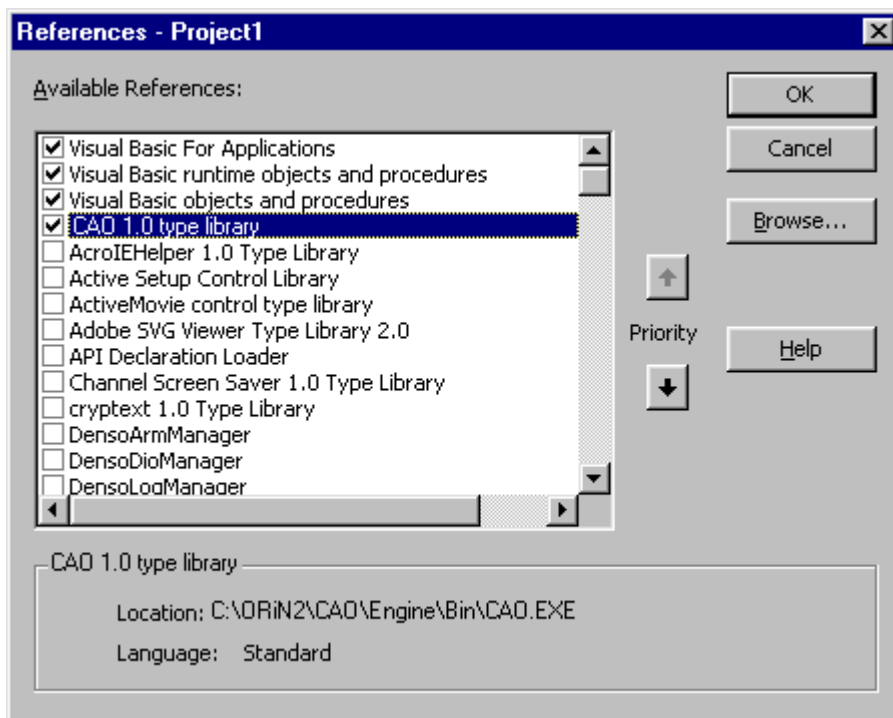 References - Project1
Available References:
OK
Cancel
Browse...
Priority
Help
Visual Basic For Applications
Visual Basic runtime objects and procedures
Visual Basic objects and procedures
CAO 1.0 type library
AcroIEHelper 1.0 Type Library
Active Setup Control Library
ActiveMovie control type library
Adobe SVG Viewer Type Library 2.0
API Declaration Loader
Channel Screen Saver 1.0 Type Library
cryptext 1.0 Type Library
DensoArmManager
DensoDioManager
DensoLogManager
CAO 1.0 type library
Location: C:\ORiN2\CAO\Engine\Bin\CAO.EXE
Language: Standard